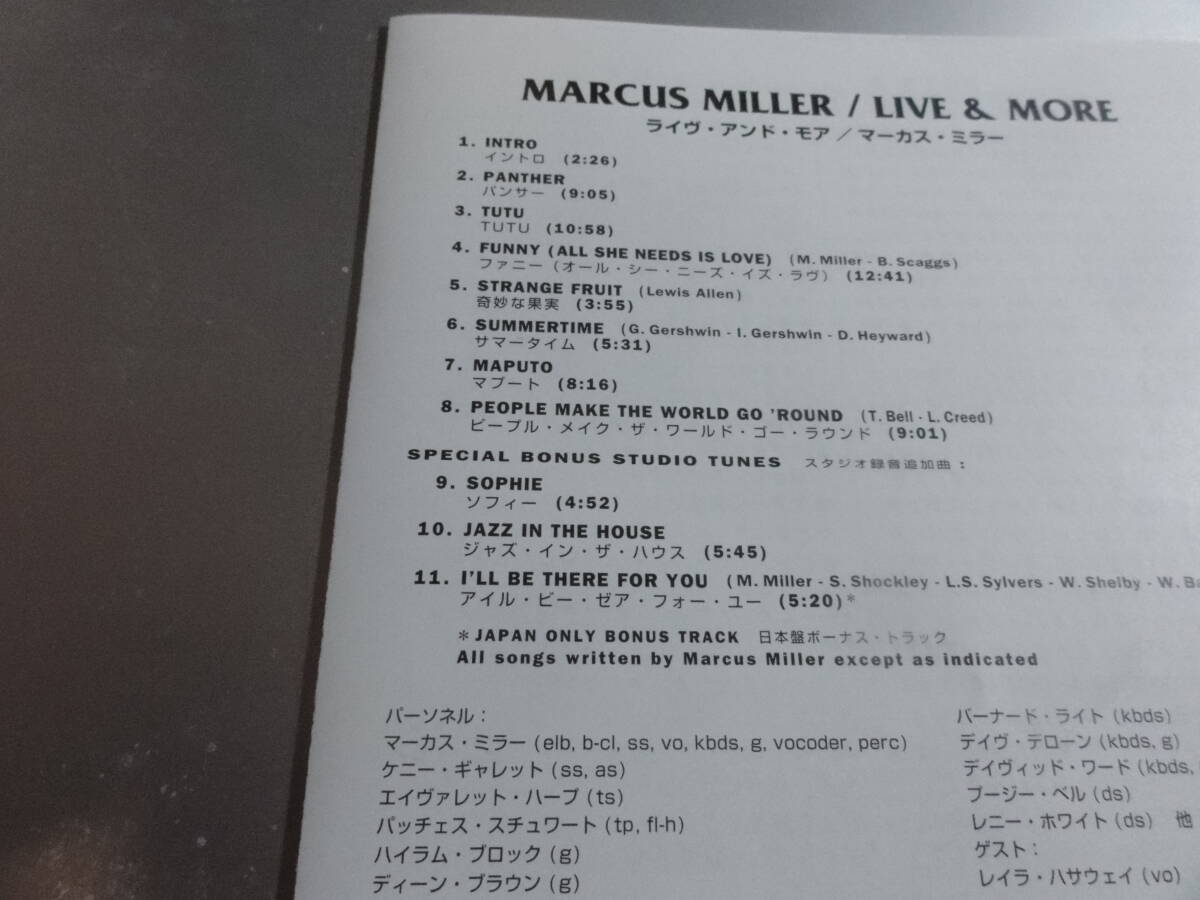 MARCUS MILLER / LIVE & MORE
ライヴ・アンド・モア / マーカス・ミラー
1. INTRO
イントロ (2:26)
2. PANTHER
パンサー (9:05)
3. TUTU
TUTU (10:58)
4. FUNNY (ALL SHE NEEDS IS LOVE) (M. Miller - B. Scaggs)
ファニー (オール・シー・ニーズ・イズ・ラヴ) (12:41)
5. STRANGE FRUIT (Lewis Allen)
奇妙な果実 (3:55)
6. SUMMERTIME (G. Gershwin - I. Gershwin - D. Heyward)
サマータイム (5:31)
7. MAPUTO
マプート (8:16)
8. PEOPLE MAKE THE WORLD GO 'ROUND (T. Bell - L. Creed)
ピープル・メイク・ザ・ワールド・ゴー・ラウンド (9:01)
SPECIAL BONUS STUDIO TUNES スタジオ録音追加曲:
9. SOPHIE
ソフィー (4:52)
10. JAZZ IN THE HOUSE
ジャズ・イン・ザ・ハウス (5:45)
11. I'LL BE THERE FOR YOU (M. Miller - S. Shockley - L.S. Sylvers - W. Shelby - W.
アイル・ビー・ゼア・フォー・ユー (5:20)*
* JAPAN ONLY BONUS TRACK 日本盤ボーナス・トラック
All songs written by Marcus Miller except as indicated
パーソネル:
マーカス・ミラー (elb, b-cl, ss, vo, kbds, g, vocoder, perc)
ケニー・ギャレット (ss, as)
エイヴァレット・ハープ (ts)
パッチェス・スチュワート (tp, fl-h)
ハイラム・ブロック (g)
ディーン・ブラウン (g)
バーナード・ライト (kbds)
デイヴ・デローン (kbds, g)
デイヴィッド・ワード (kbds,
プージー・ベル (ds)
レニー・ホワイト (ds) 他
ゲスト:
レイラ・ハサウェイ (vo)